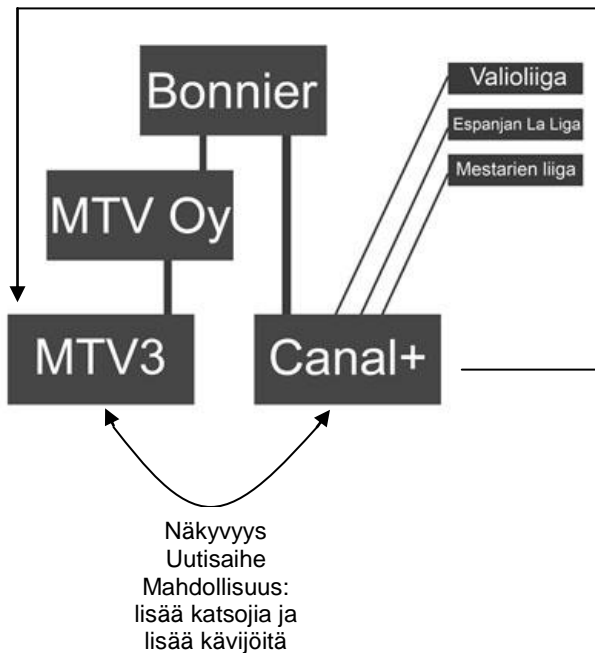 Bonnier
Valioliiga
Espanjan La Liga
Mestarien liiga
MTV Oy
MTV3
Canal+
Näkyvyys
Uutisaihe
Mahdollisuus:
lisää katsojia ja
lisää kävijöitä